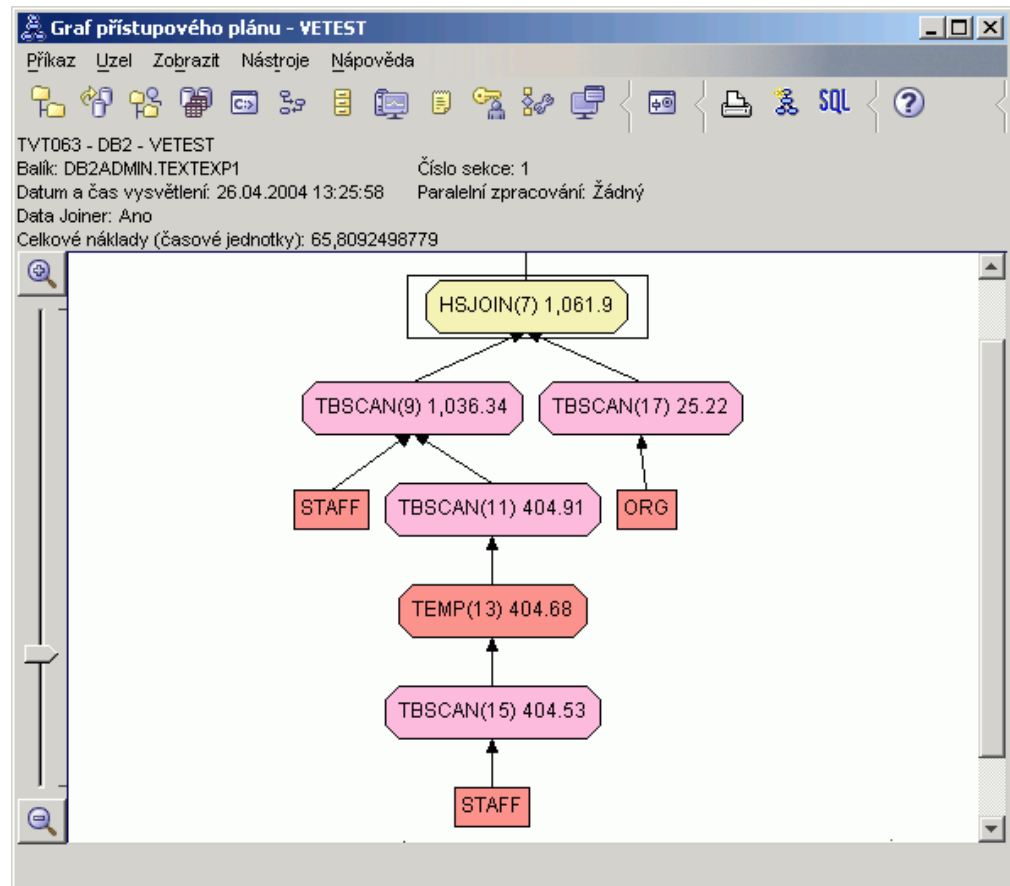 Graf přístupového plánu - VETEST
Příkaz Uzel Zobrazit Nástroje Nápověda
C:> SQL ?
TVT063 - DB2 - VETEST
Balík: DB2ADMIN.TEXTEXP1 Číslo sekce: 1
Datum a čas vysvětlení: 26.04.2004 13:25:58 Paralelní zpracování: Žádný
Data Joiner: Ano
Celkové náklady (časové jednotky): 65,8092498779
HSJOIN(7) 1,061.9
TBSCAN(9) 1,036.34 TBSCAN(17) 25.22
STAFF TBSCAN(11) 404.91 ORG
TEMP(13) 404.68
TBSCAN(15) 404.53
STAFF